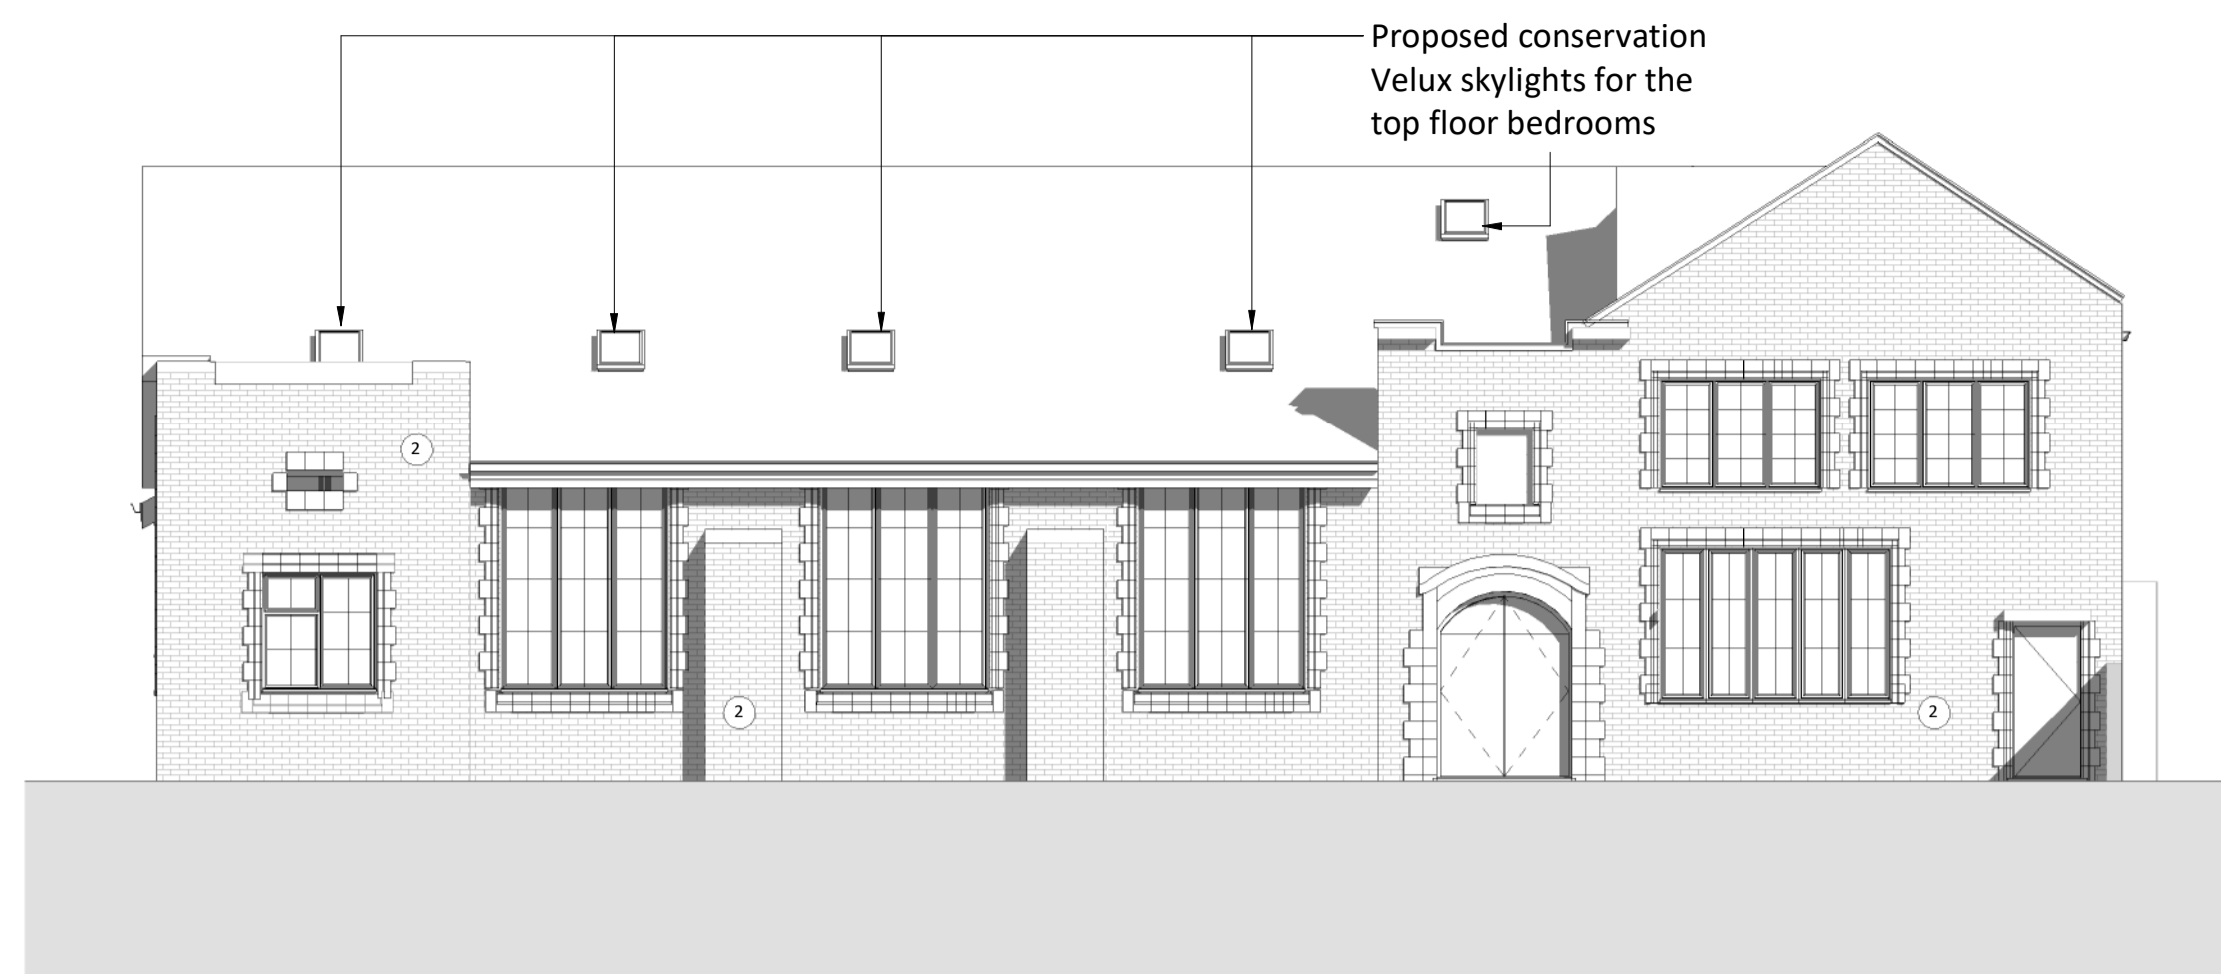 Proposed conservation
Velux skylights for the
top floor bedrooms
2
2
2